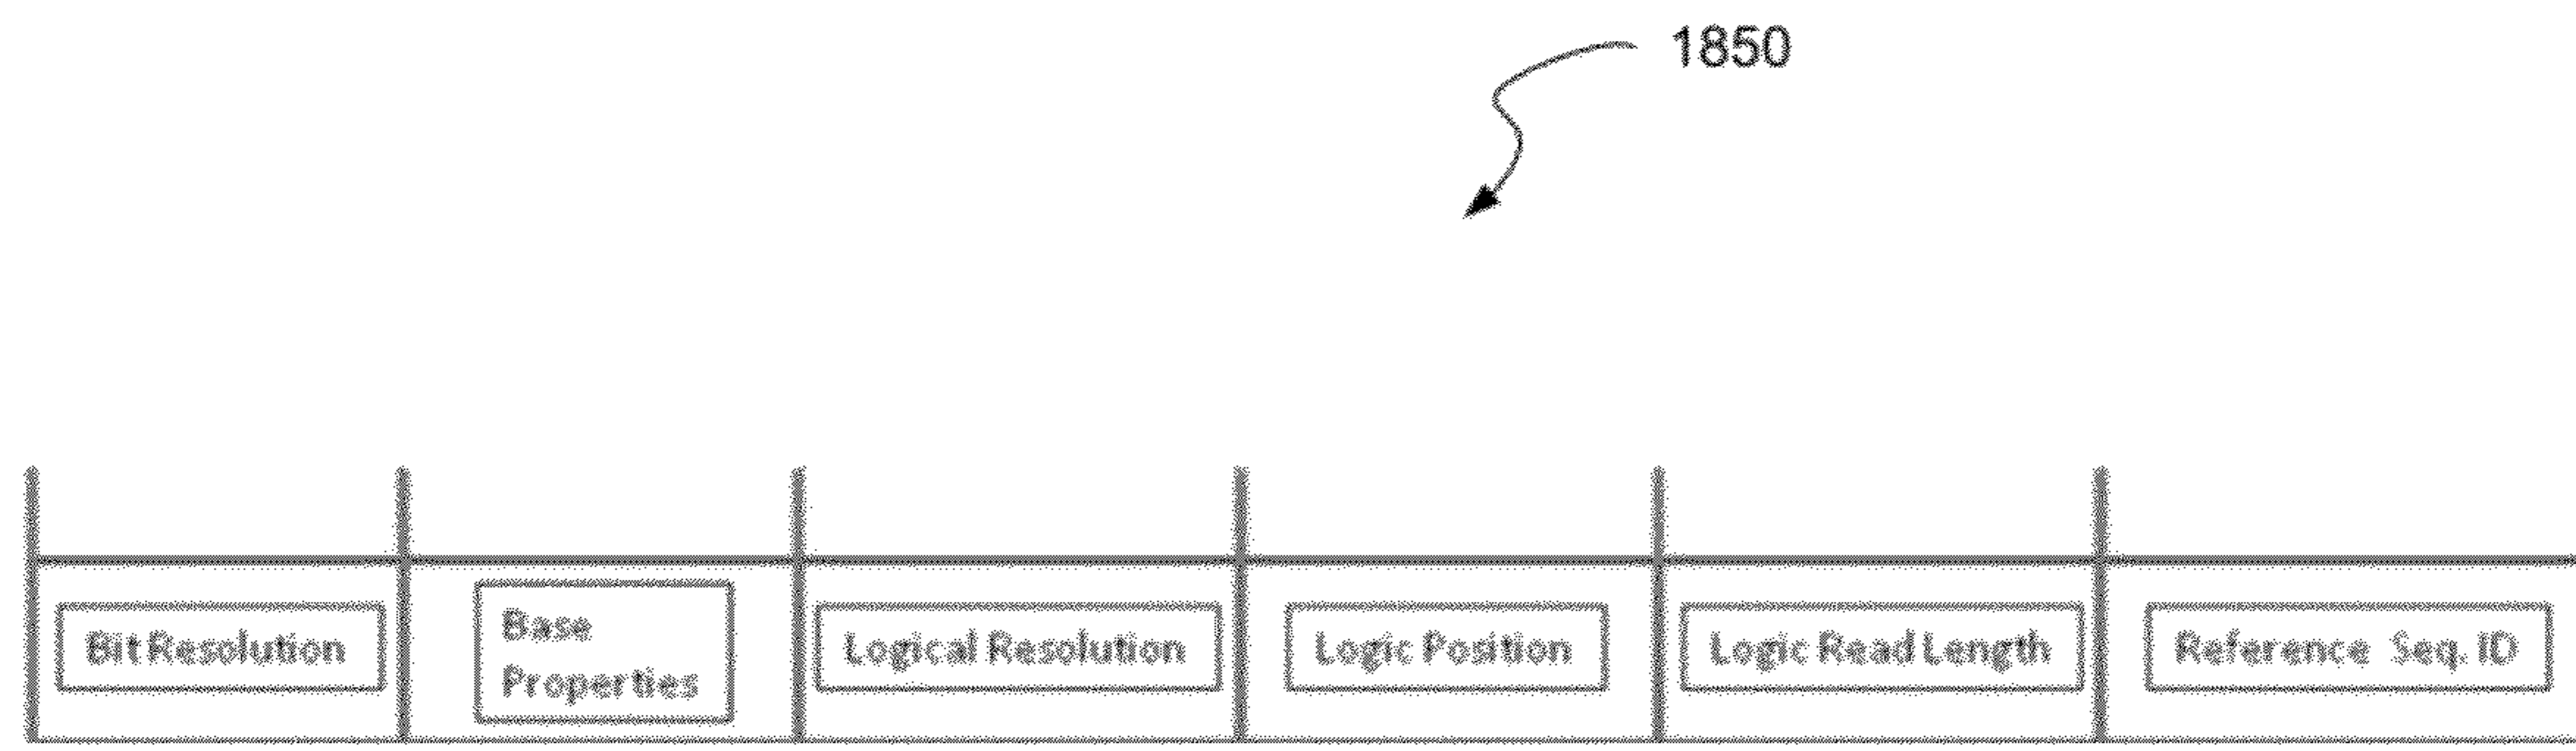 1850
Bit Resolution
Base
Properties
Logical Resolution
Logic Position
Logic Read Length
Reference Seq. ID